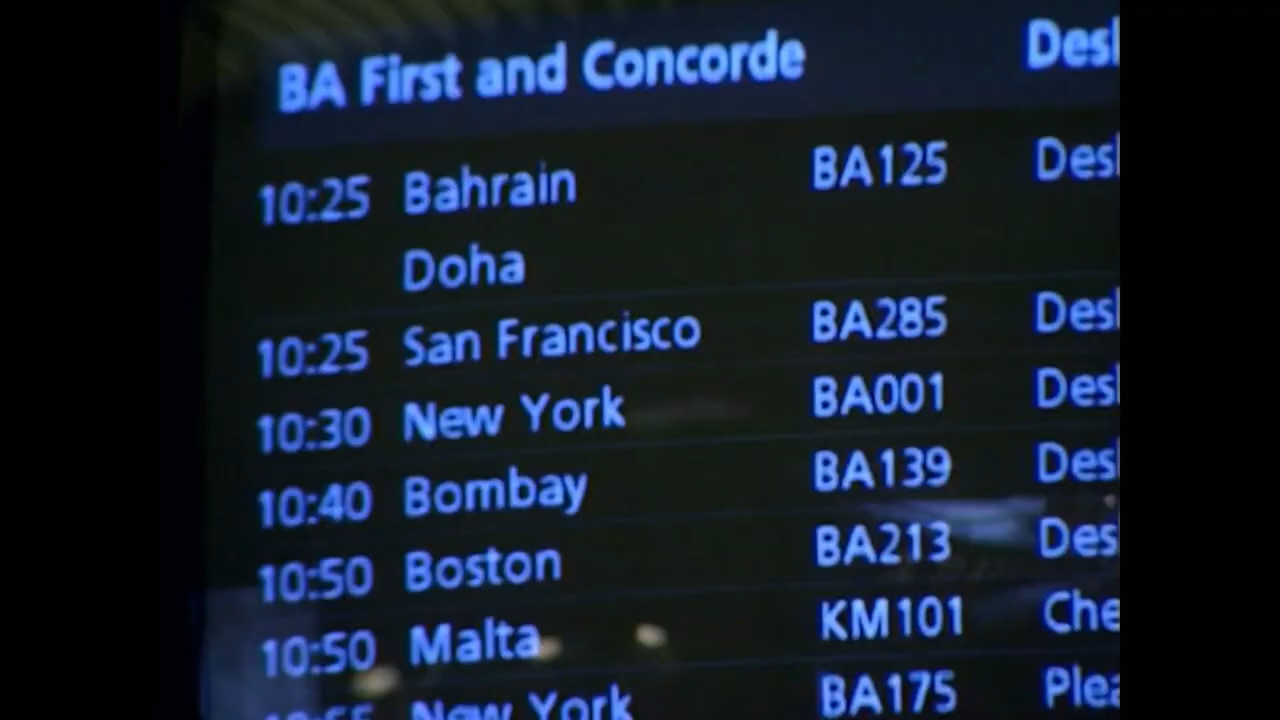 BA First and Concorde
10:25 Bahrain BA125
Doha
10:25 San Francisco BA285
10:30 New York BA001
10:40 Bombay BA139
10:50 Boston BA213
10:50 Malta KM101
New York BA175